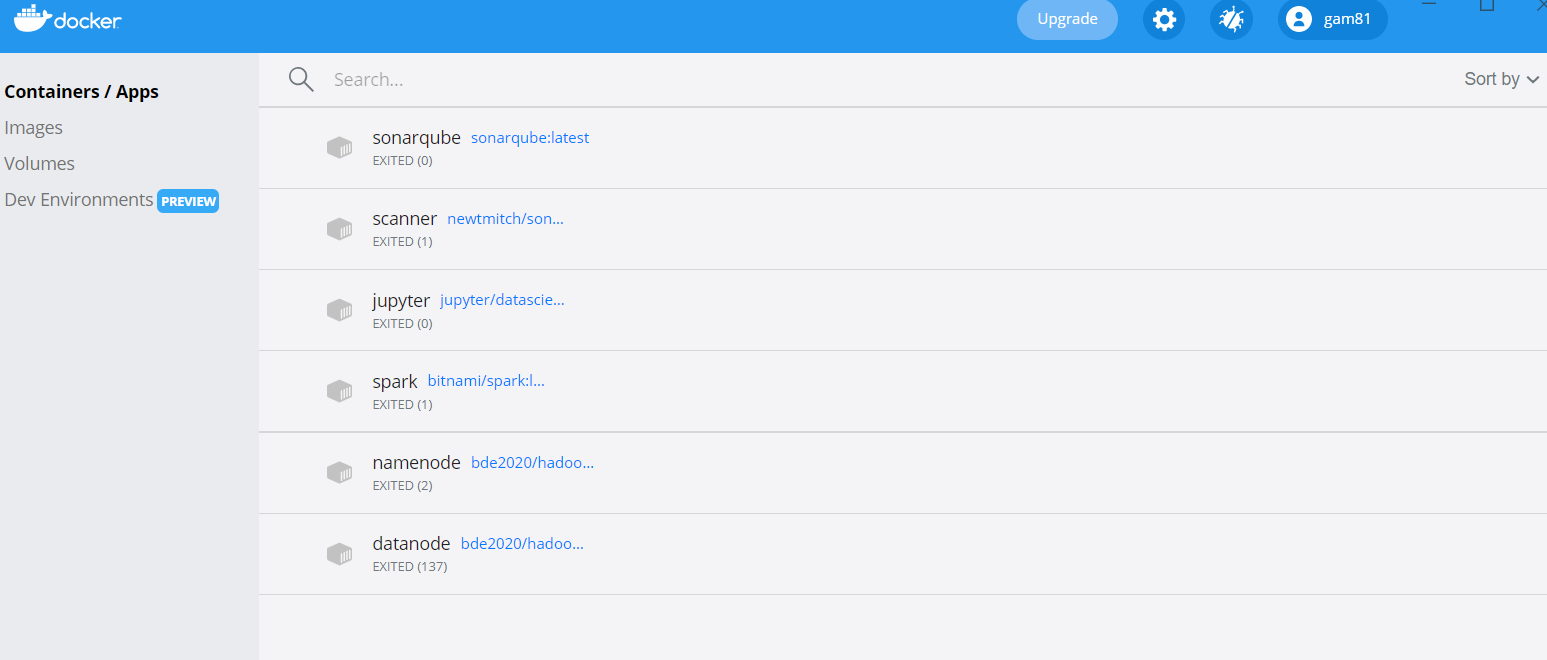 docker
Upgrade
gam81
Containers / Apps
Images
Volumes
Dev Environments PREVIEW
Search...
Sort by
sonarqube sonarqube:latest
EXITED (0)
scanner newtmitch/son...
EXITED (1)
jupyter jupyter/datascie...
EXITED (0)
spark bitnami/spark:l...
EXITED (1)
namenode bde2020/hadoo...
EXITED (2)
datanode bde2020/hadoo...
EXITED (137)